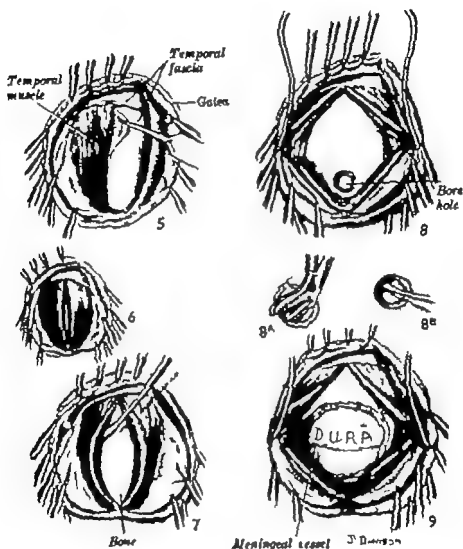 Temporal
fascia
Temporal
muscle
Galea
5
Bore
hole
8
6
8A
8B
DURA
Bone
7
Meningeal vessel
9